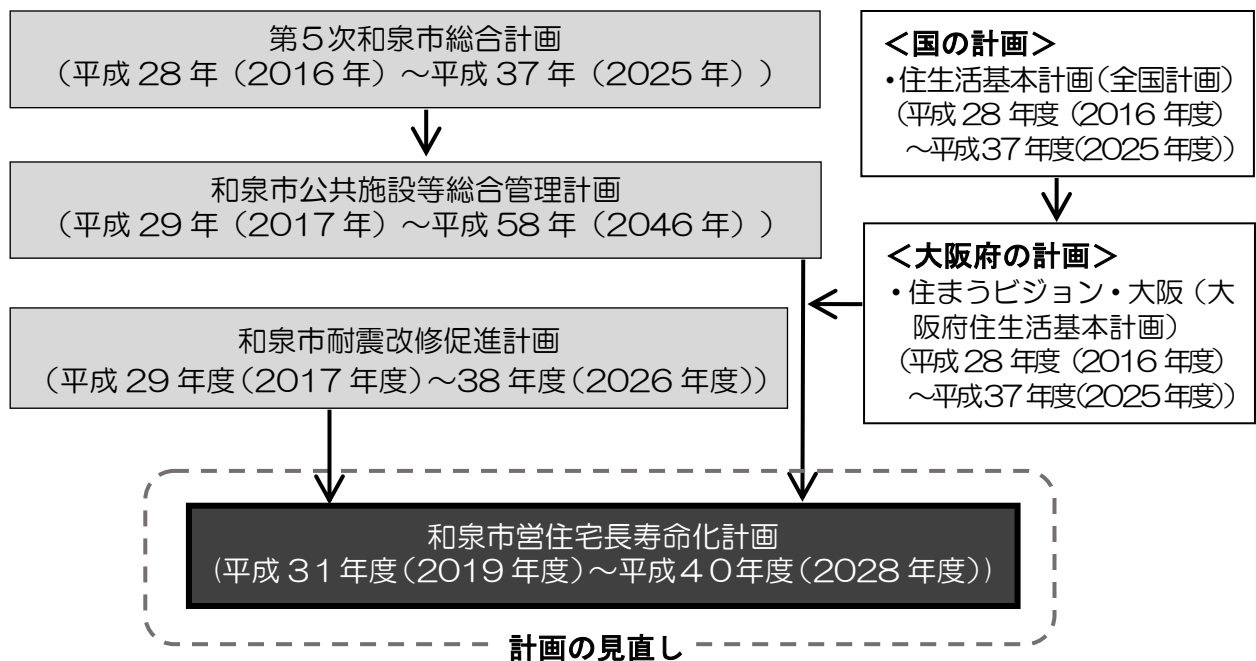 第５次和泉市総合計画
（平成 28 年（2016 年）～平成 37 年（2025 年））
和泉市公共施設等総合管理計画
（平成 29 年（2017 年）～平成 58 年（2046 年））
和泉市耐震改修促進計画
（平成 29 年度（2017 年度）～38 年度（2026 年度））
＜国の計画＞
・住生活基本計画（全国計画）
（平成 28 年度（2016 年度）
～平成37 年度（2025 年度））
＜大阪府の計画＞
・住まうビジョン・大阪（大
阪府住生活基本計画）
（平成 28 年度（2016 年度）
～平成37 年度（2025 年度））
和泉市営住宅長寿命化計画
（平成３１年度（2019 年度）～平成４０年度（2028 年度））
計画の見直し